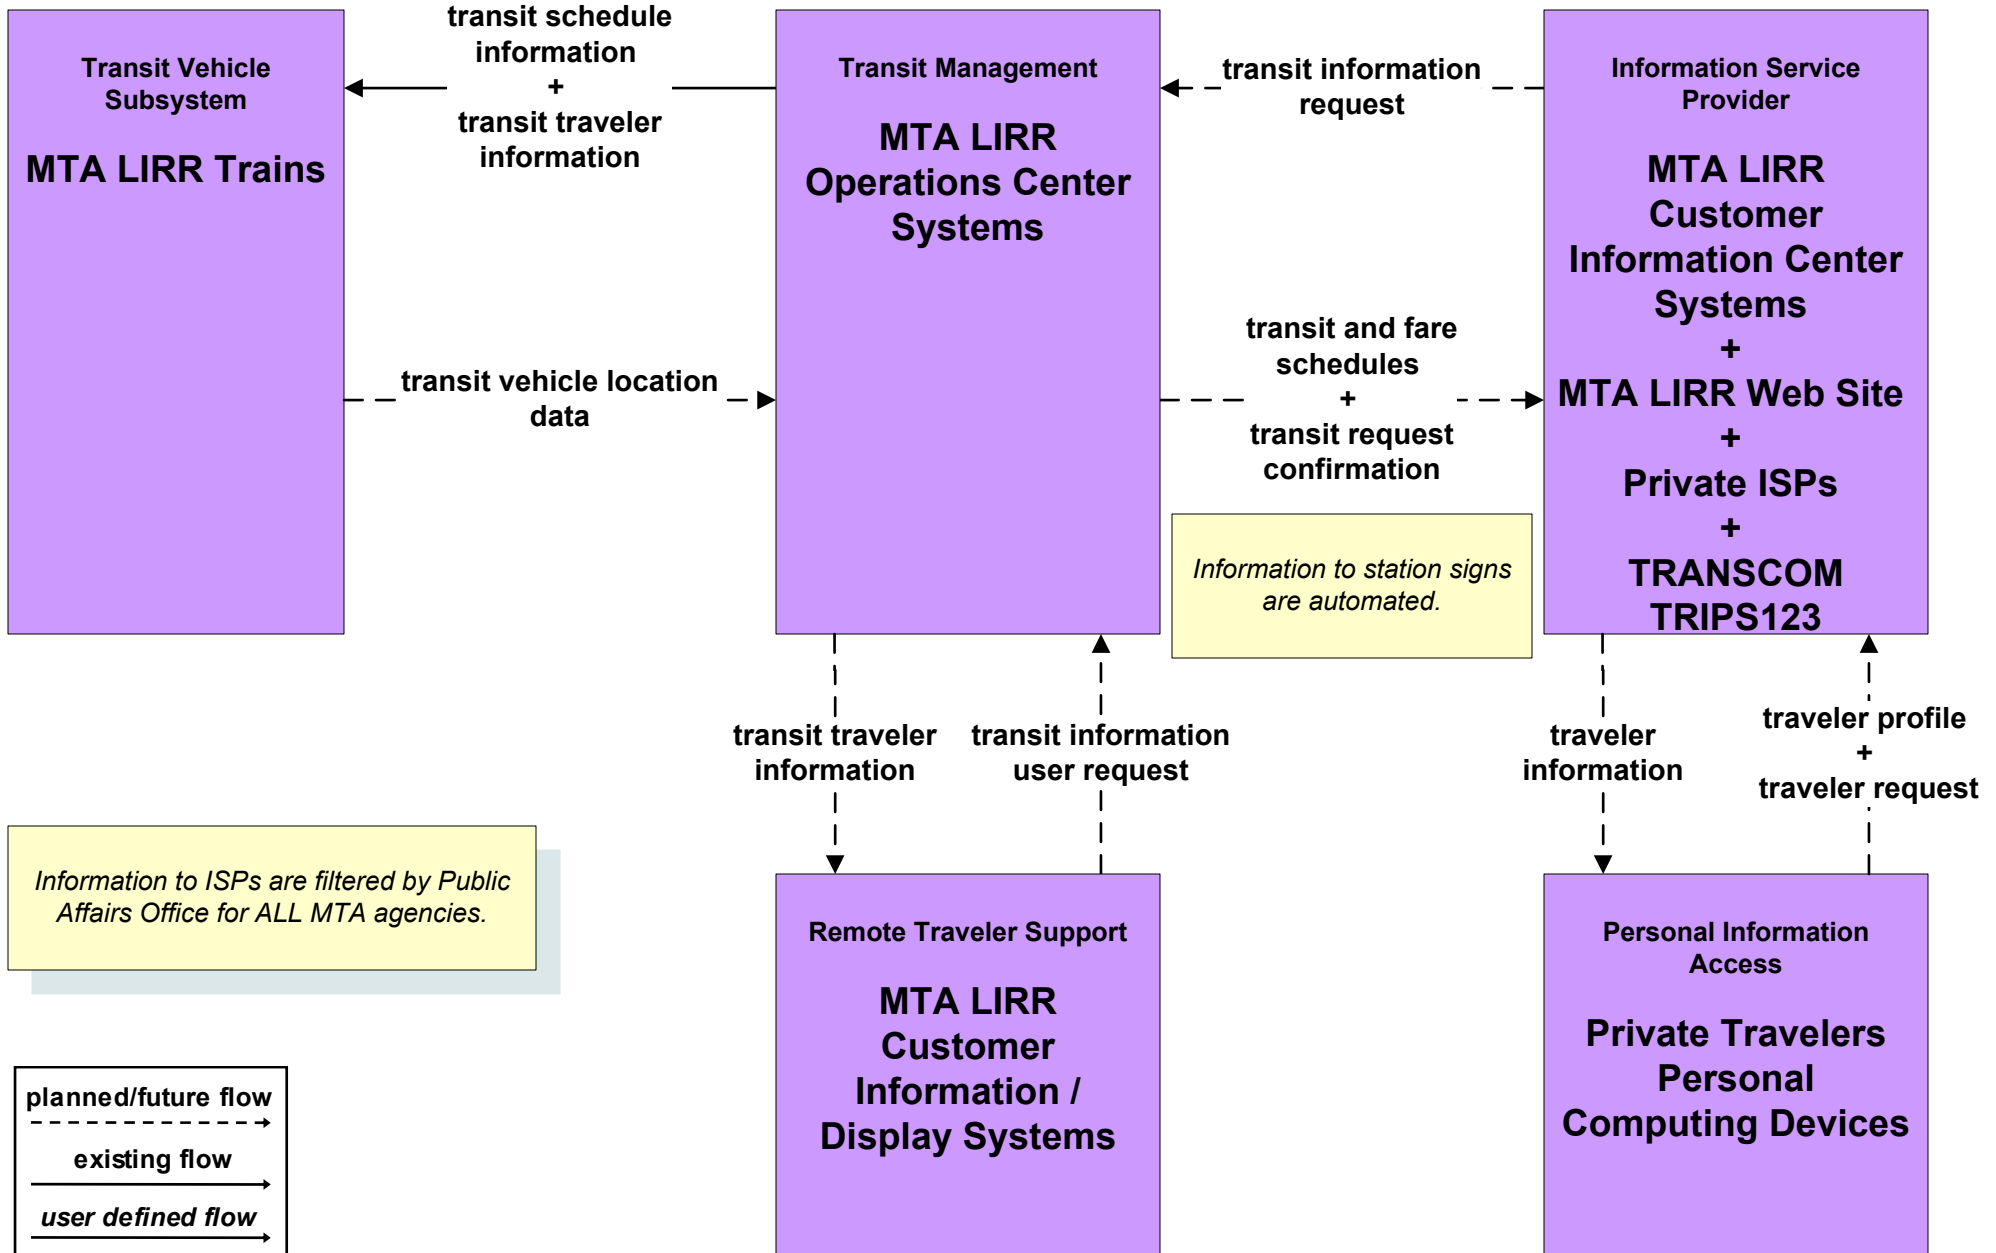 Transit Vehicle
Subsystem
MTA LIRR Trains
transit schedule
information
+
transit traveler
information
Transit Management
MTA LIRR
Operations Center
Systems
transit information
request
Information Service
Provider
MTA LIRR
Customer
Information Center
Systems
+
MTA LIRR Web Site
+
Private ISPs
+
TRANSCOM
TRIPS123
transit vehicle location
data
transit and fare
schedules
+
transit request
confirmation
Information to station signs
are automated.
transit traveler
information
transit information
user request
traveler
information
traveler profile
+
traveler request
Information to ISPs are filtered by Public
Affairs Office for ALL MTA agencies.
Remote Traveler Support
MTA LIRR
Customer
Information /
Display Systems
Personal Information
Access
Private Travelers
Personal
Computing Devices
planned/future flow
existing flow
user defined flow